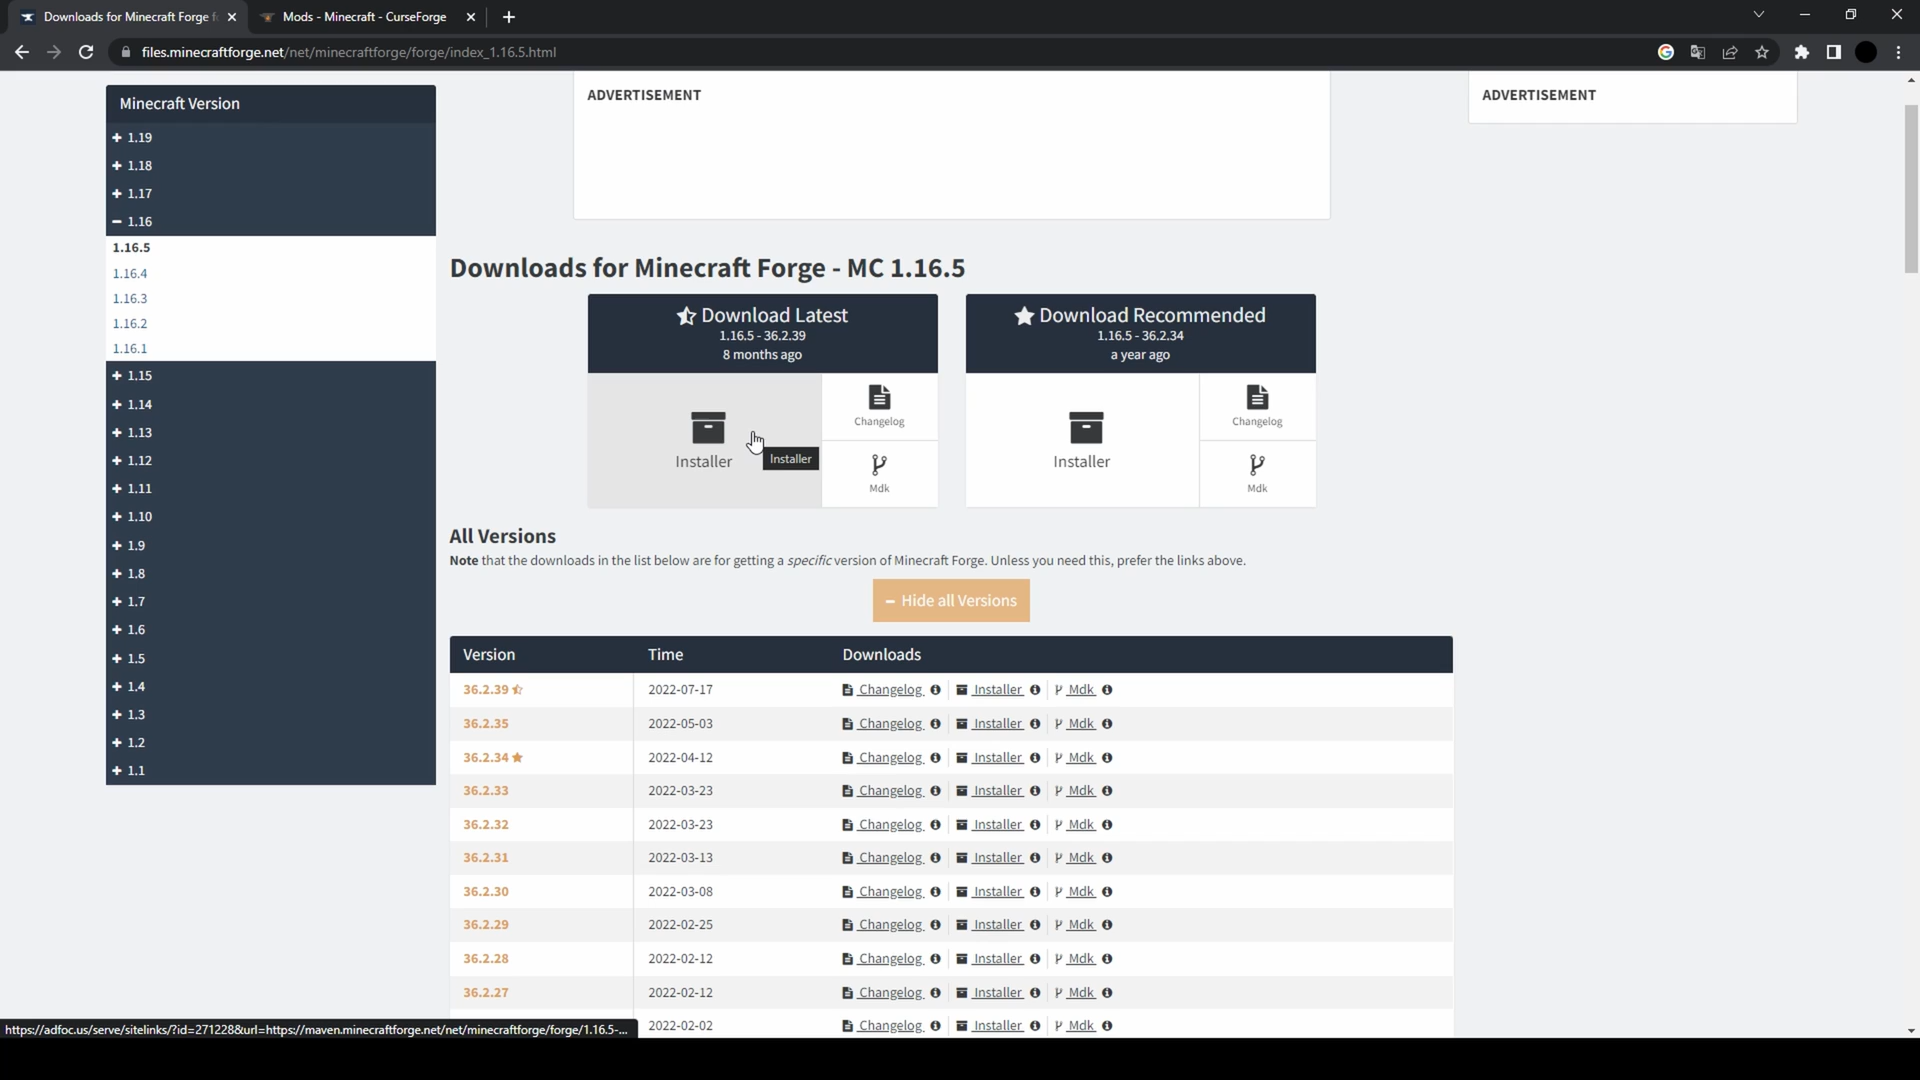 Downloads for Minecraft Forge f
Mods - Minecraft - CurseForge
files.minecraftforge.net/net/minecraftforge/forge/index_1.16.5.html
Minecraft Version
1.19
1.18
1.17
1.16
1.16.5
1.16.4
1.16.3
1.16.2
1.16.1
1.15
1.14
1.13
1.12
1.11
1.10
1.9
1.8
1.7
1.6
1.5
1.4
1.3
1.2
1.1
ADVERTISEMENT
ADVERTISEMENT
Downloads for Minecraft Forge - MC 1.16.5
Download Latest
1.16.5 - 36.2.39
8 months ago
Installer
Installer
Changelog
Mdk
Download Recommended
1.16.5 - 36.2.34
a year ago
Installer
Changelog
Mdk
All Versions
Note that the downloads in the list below are for getting a specific version of Minecraft Forge. Unless you need this, prefer the links above.
– Hide all Versions
Version Time Downloads
36.2.39 2022-07-17 Changelog Installer Mdk
36.2.35 2022-05-03 Changelog Installer Mdk
36.2.34 2022-04-12 Changelog Installer Mdk
36.2.33 2022-03-23 Changelog Installer Mdk
36.2.32 2022-03-23 Changelog Installer Mdk
36.2.31 2022-03-13 Changelog Installer Mdk
36.2.30 2022-03-08 Changelog Installer Mdk
36.2.29 2022-02-25 Changelog Installer Mdk
36.2.28 2022-02-12 Changelog Installer Mdk
36.2.27 2022-02-12 Changelog Installer Mdk
2022-02-02 Changelog Installer Mdk
https://adfoc.us/serve/sitelinks/?id=271228&url=https://maven.minecraftforge.net/net/minecraftforge/forge/1.16.5-...